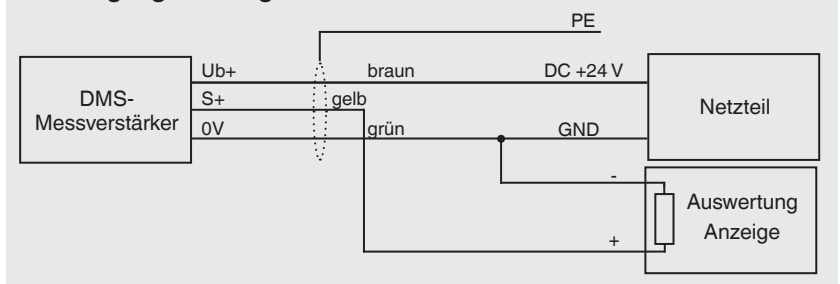 PE
Ub+ braun DC +24 V
S+ gelb
0V grün GND
DMS-
Messverstärker
Netzteil
-
+
Auswertung
Anzeige